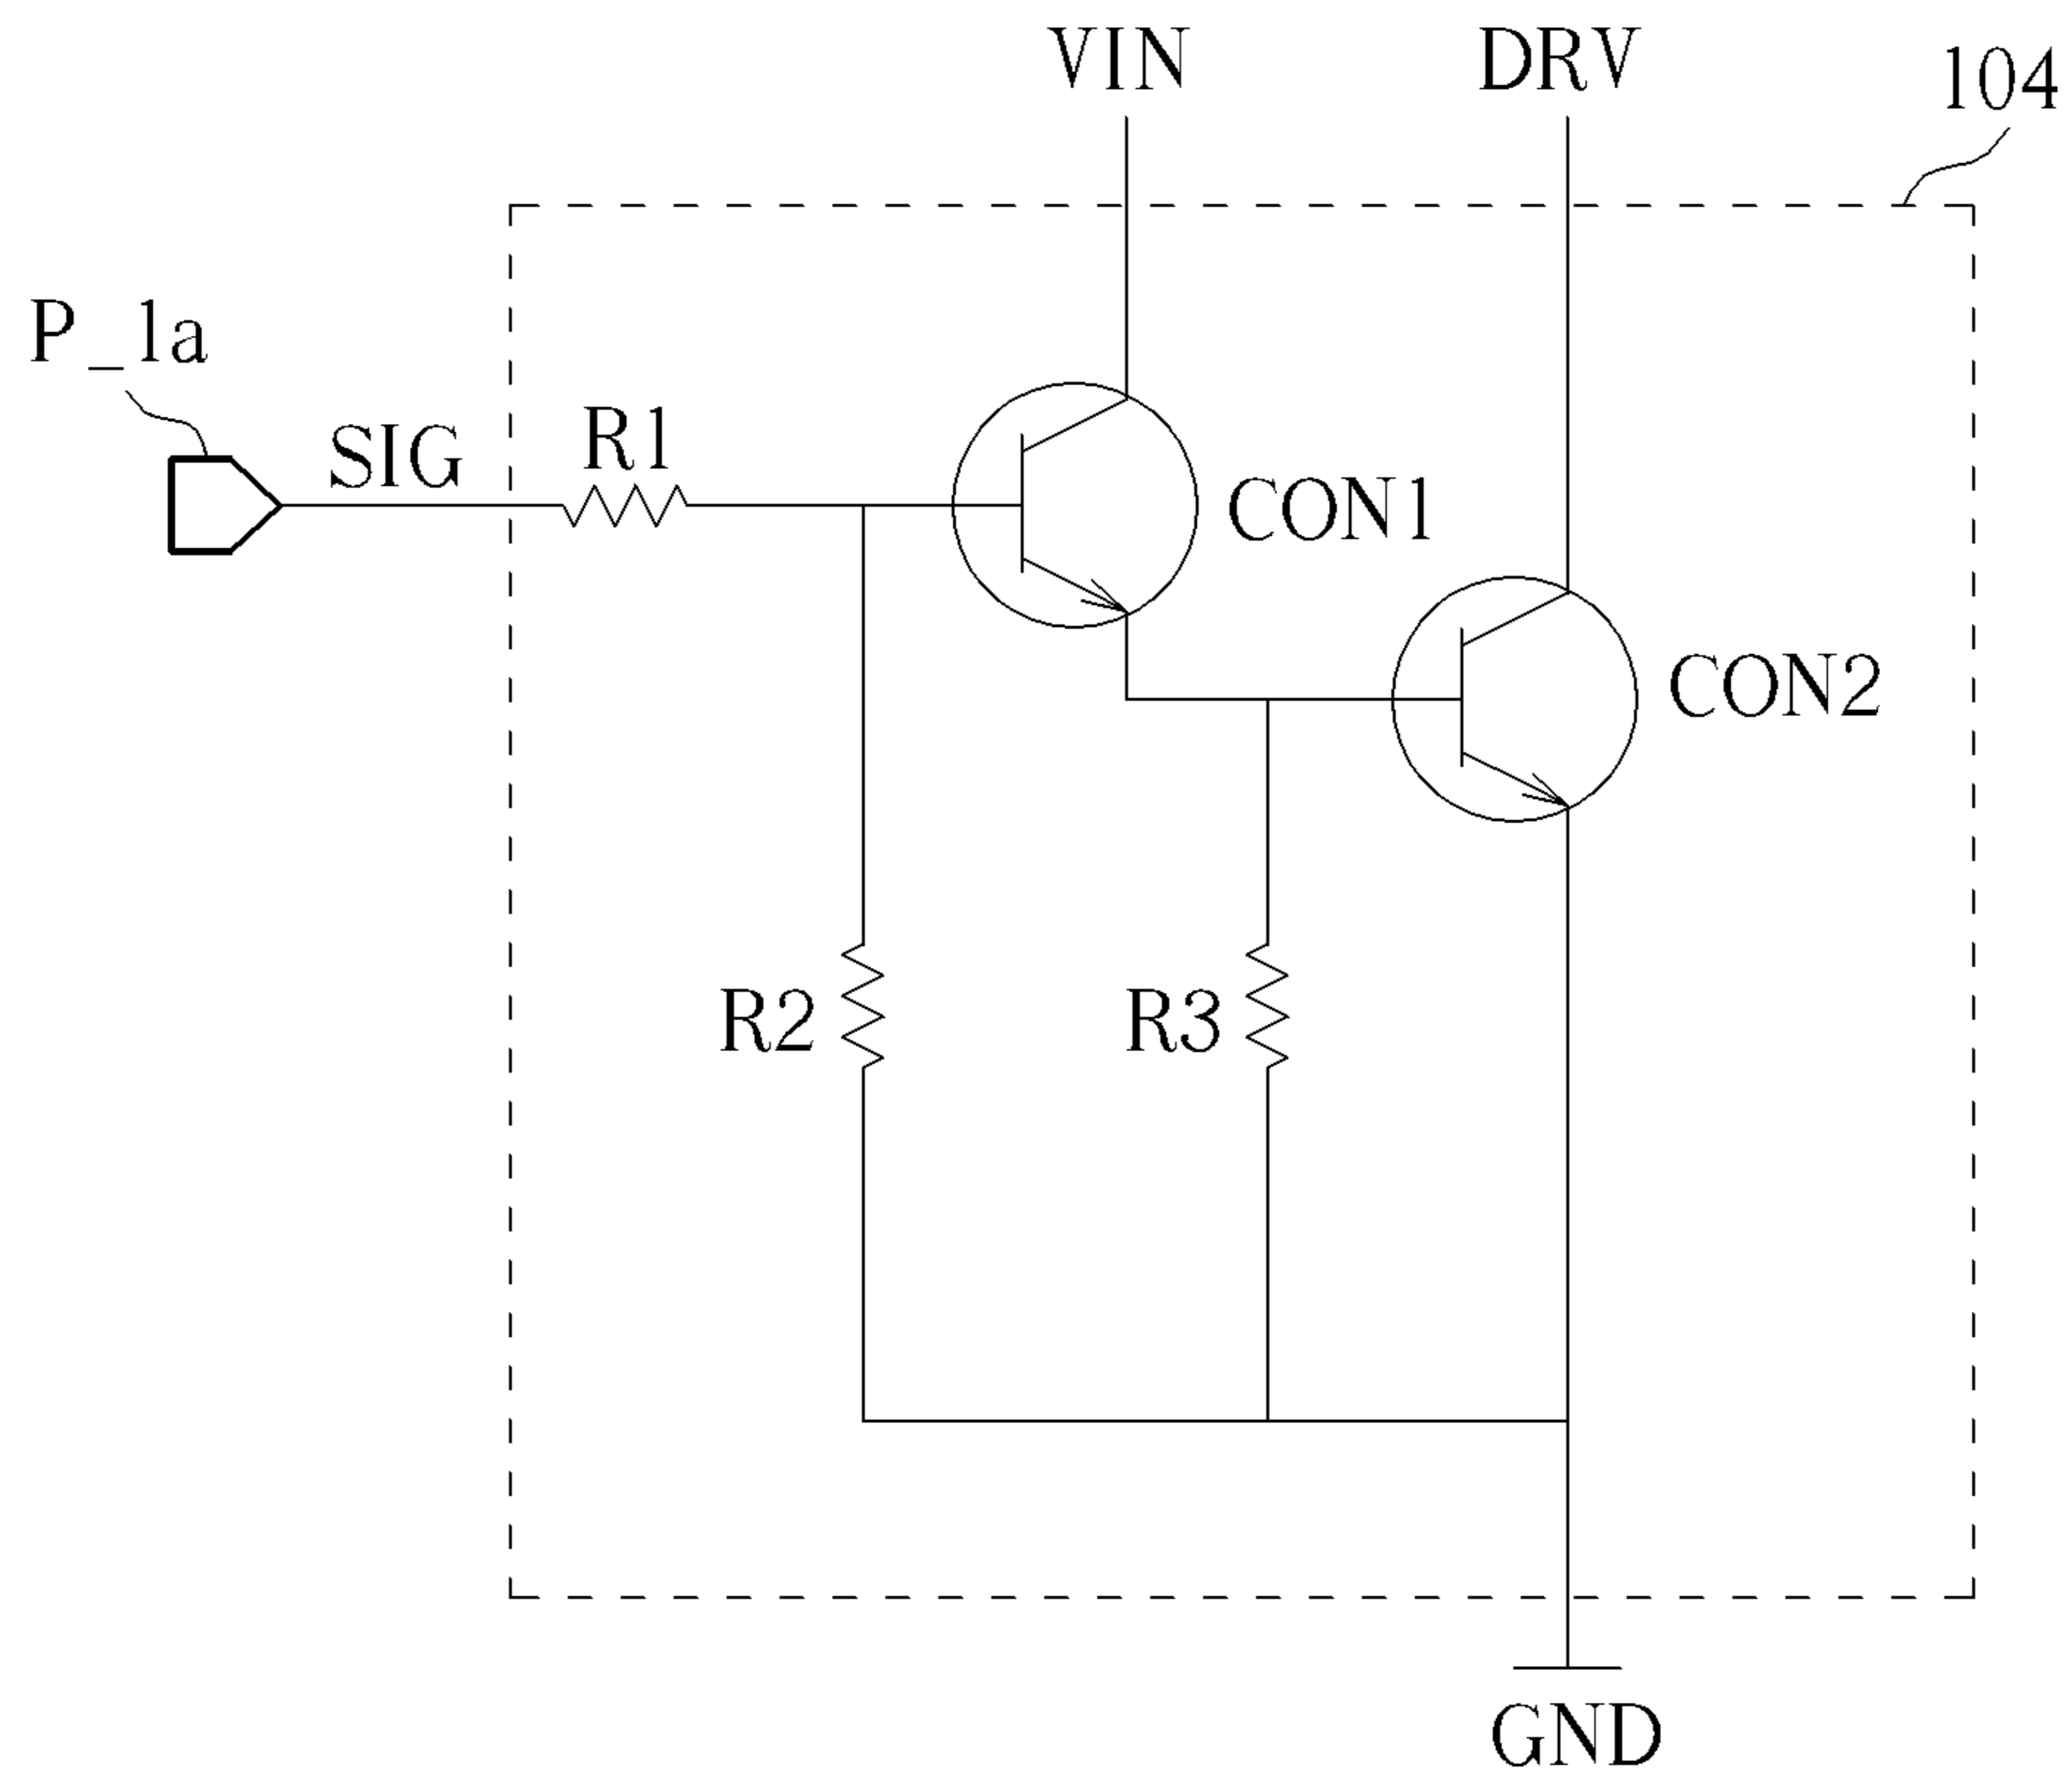 VIN DRV
104
P_1a
SIG R1
CON1
CON2
R2 R3
GND